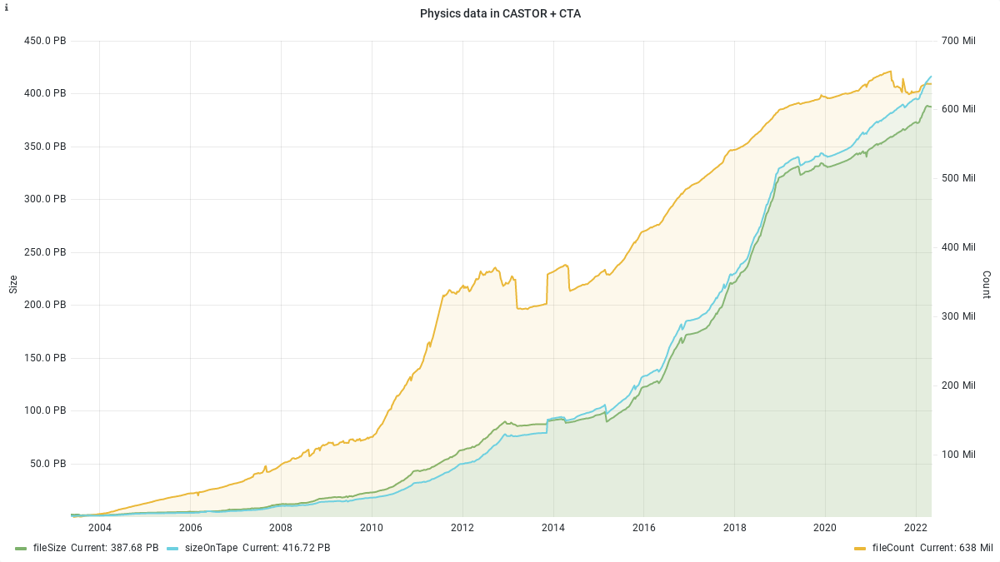 i
Physics data in CASTOR + CTA
450.0 PB
400.0 PB
350.0 PB
300.0 PB
250.0 PB
200.0 PB
150.0 PB
100.0 PB
50.0 PB
Size
700 Mil
600 Mil
500 Mil
400 Mil
300 Mil
200 Mil
100 Mil
Count
2004 2006 2008 2010 2012 2014 2016 2018 2020 2022
fileSize Current: 387.68 PB sizeOnTape Current: 416.72 PB fileCount Current: 638 Mil